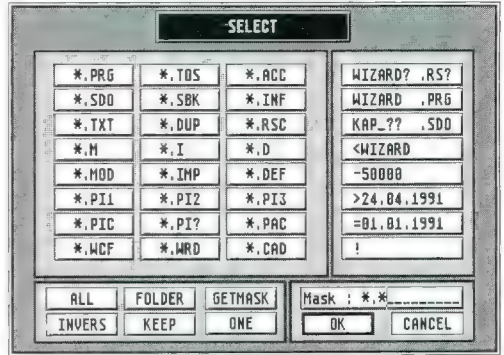 SELECT
*.PRG *.TOS *.ACC WIZARD? .RS?
*.SDO *.SBK *.INF WIZARD .PRG
*.TXT *.DUP *.RSC KAP_?? .SDO
*.M *.I *.D <WIZARD
*.MOD *.IMP *.DEF -50000
*.PI1 *.PI2 *.PI3 >24.04.1991
*.PIC *.PI? *.PAC =01.01.1991
*.WCF *.WRD *.CAD !
ALL FOLDER GETMASK Mask : *.*_________
INVERS KEEP ONE OK CANCEL